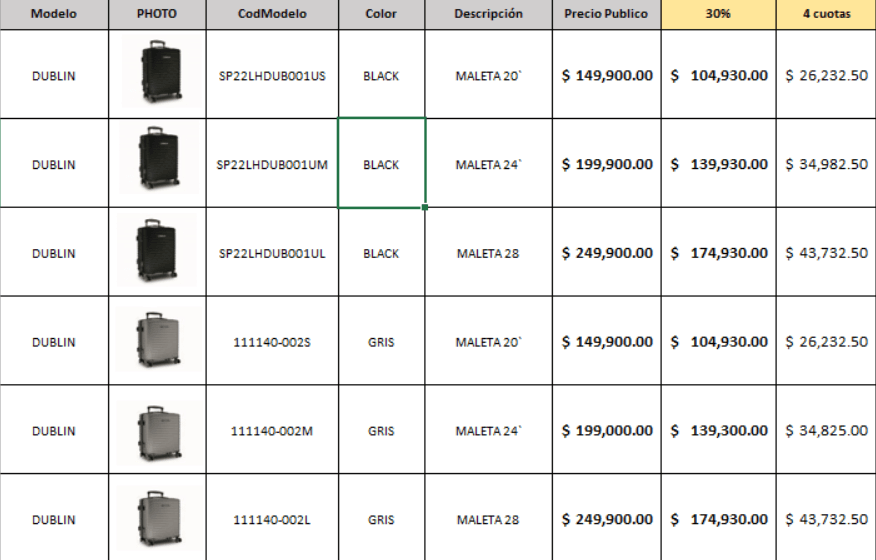 Modelo PHOTO CodModelo Color Descripción Precio Publico 30% 4 cuotas
DUBLIN SP22LHDUB001US BLACK MALETA 20` $ 149,900.00 $ 104,930.00 $ 26,232.50
DUBLIN SP22LHDUB001UM BLACK MALETA 24` $ 199,900.00 $ 139,930.00 $ 34,982.50
DUBLIN SP22LHDUB001UL BLACK MALETA 28 $ 249,900.00 $ 174,930.00 $ 43,732.50
DUBLIN 111140-002S GRIS MALETA 20` $ 149,900.00 $ 104,930.00 $ 26,232.50
DUBLIN 111140-002M GRIS MALETA 24` $ 199,000.00 $ 139,300.00 $ 34,825.00
DUBLIN 111140-002L GRIS MALETA 28 $ 249,900.00 $ 174,930.00 $ 43,732.50